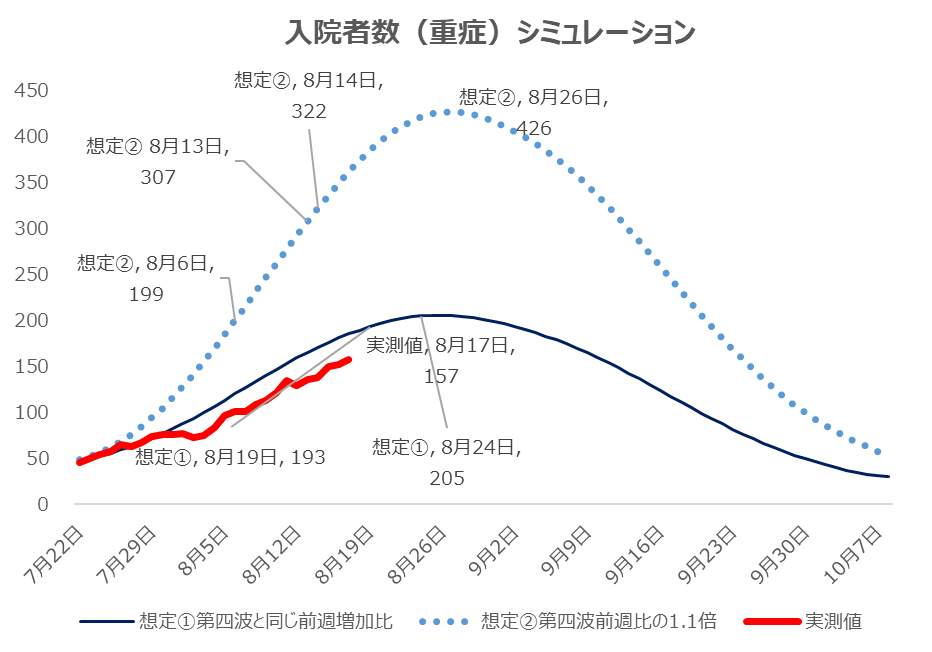 入院者数（重症）シミュレーション
想定②, 8月14日,
322
想定②, 8月26日,
426
想定② 8月13日,
307
想定②, 8月6日,
199
実測値, 8月17日,
157
想定①, 8月19日, 193
想定①, 8月24日,
205
450
400
350
300
250
200
150
100
50
0
7月22日
7月29日
8月5日
8月12日
8月19日
8月26日
9月2日
9月9日
9月16日
9月23日
9月30日
10月7日
想定①第四波と同じ前週増加比
想定②第四波前週比の1.1倍
実測値